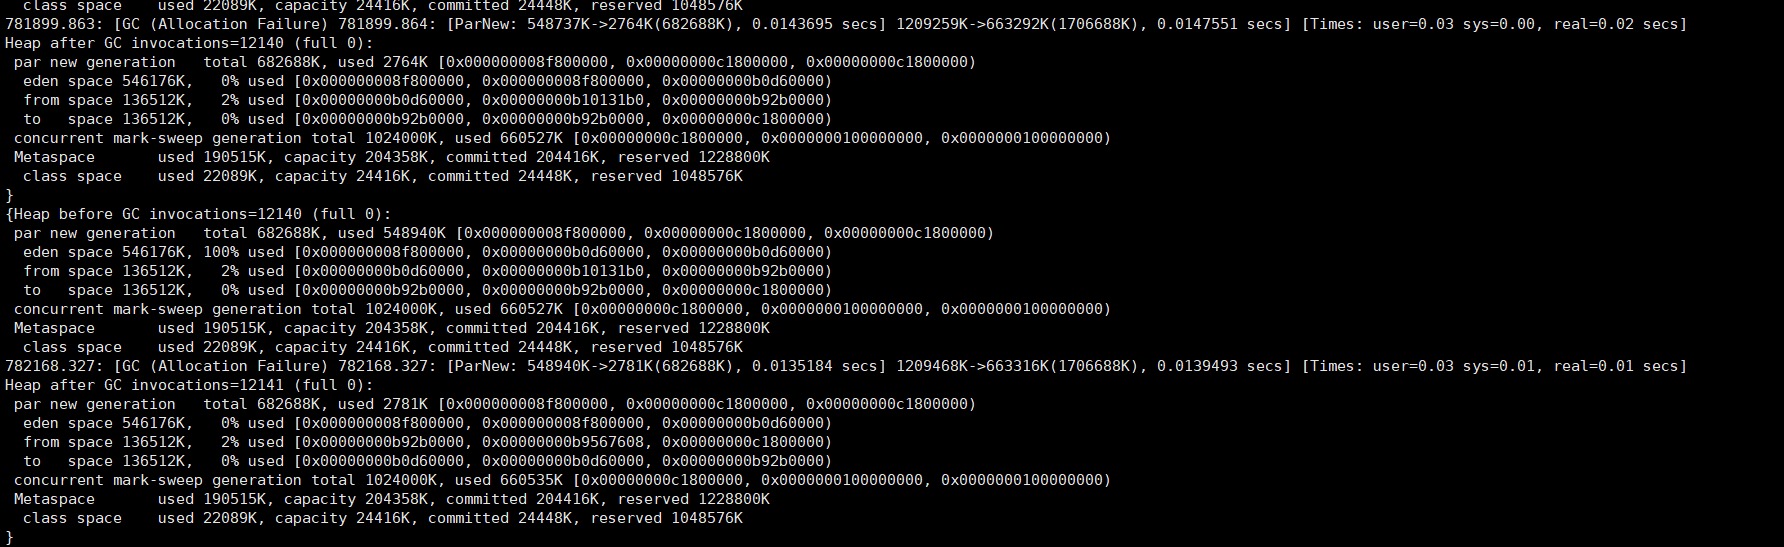 class space    used 22089K, capacity 24416K, committed 24448K, reserved 1048576K
781899.863: [GC (Allocation Failure) 781899.864: [ParNew: 548737K->2764K(682688K), 0.0143695 secs] 1209259K->663292K(1706688K), 0.0147551 secs] [Times: user=0.03 sys=0.00, real=0.02 secs]
Heap after GC invocations=12140 (full 0):
 par new generation   total 682688K, used 2764K [0x000000008f800000, 0x00000000c1800000, 0x00000000c1800000)
  eden space 546176K,   0% used [0x000000008f800000, 0x000000008f800000, 0x00000000b0d60000)
  from space 136512K,   2% used [0x00000000b0d60000, 0x00000000b10131b0, 0x00000000b92b0000)
  to   space 136512K,   0% used [0x00000000b92b0000, 0x00000000b92b0000, 0x00000000c1800000)
 concurrent mark-sweep generation total 1024000K, used 660527K [0x00000000c1800000, 0x0000000100000000, 0x0000000100000000)
 Metaspace       used 190515K, capacity 204358K, committed 204416K, reserved 1228800K
  class space    used 22089K, capacity 24416K, committed 24448K, reserved 1048576K
}
{Heap before GC invocations=12140 (full 0):
 par new generation   total 682688K, used 548940K [0x000000008f800000, 0x00000000c1800000, 0x00000000c1800000)
  eden space 546176K, 100% used [0x000000008f800000, 0x00000000b0d60000, 0x00000000b0d60000)
  from space 136512K,   2% used [0x00000000b0d60000, 0x00000000b10131b0, 0x00000000b92b0000)
  to   space 136512K,   0% used [0x00000000b92b0000, 0x00000000b92b0000, 0x00000000c1800000)
 concurrent mark-sweep generation total 1024000K, used 660527K [0x00000000c1800000, 0x0000000100000000, 0x0000000100000000)
 Metaspace       used 190515K, capacity 204358K, committed 204416K, reserved 1228800K
  class space    used 22089K, capacity 24416K, committed 24448K, reserved 1048576K
782168.327: [GC (Allocation Failure) 782168.327: [ParNew: 548940K->2781K(682688K), 0.0135184 secs] 1209468K->663316K(1706688K), 0.0139493 secs] [Times: user=0.03 sys=0.01, real=0.01 secs]
Heap after GC invocations=12141 (full 0):
 par new generation   total 682688K, used 2781K [0x000000008f800000, 0x00000000c1800000, 0x00000000c1800000)
  eden space 546176K,   0% used [0x000000008f800000, 0x000000008f800000, 0x00000000b0d60000)
  from space 136512K,   2% used [0x00000000b92b0000, 0x00000000b9567608, 0x00000000c1800000)
  to   space 136512K,   0% used [0x00000000b0d60000, 0x00000000b0d60000, 0x00000000b92b0000)
 concurrent mark-sweep generation total 1024000K, used 660535K [0x00000000c1800000, 0x0000000100000000, 0x0000000100000000)
 Metaspace       used 190515K, capacity 204358K, committed 204416K, reserved 1228800K
  class space    used 22089K, capacity 24416K, committed 24448K, reserved 1048576K
}